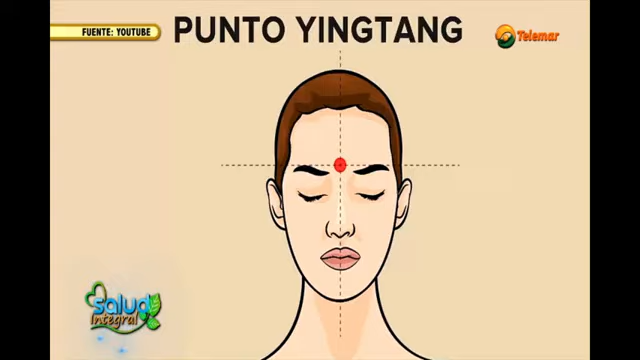 FUENTE: YOUTUBE
PUNTO YINGTANG
Telemar
Salud
Integral